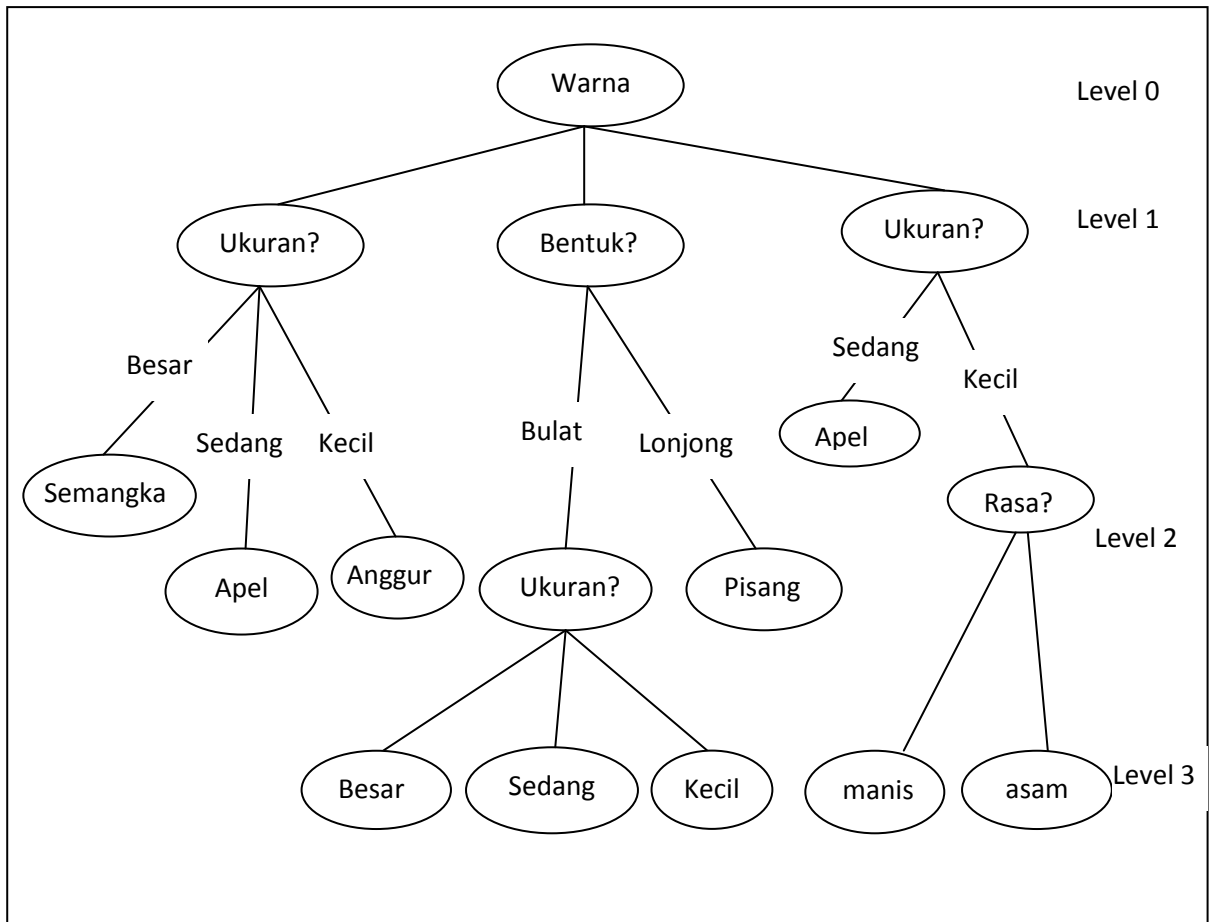 Warna
Level 0
Ukuran?
Bentuk?
Ukuran?
Level 1
Besar
Sedang
Kecil
Bulat
Lonjong
Sedang
Kecil
Semangka
Apel
Anggur
Ukuran?
Pisang
Apel
Rasa?
Level 2
Besar
Sedang
Kecil
manis
asam
Level 3